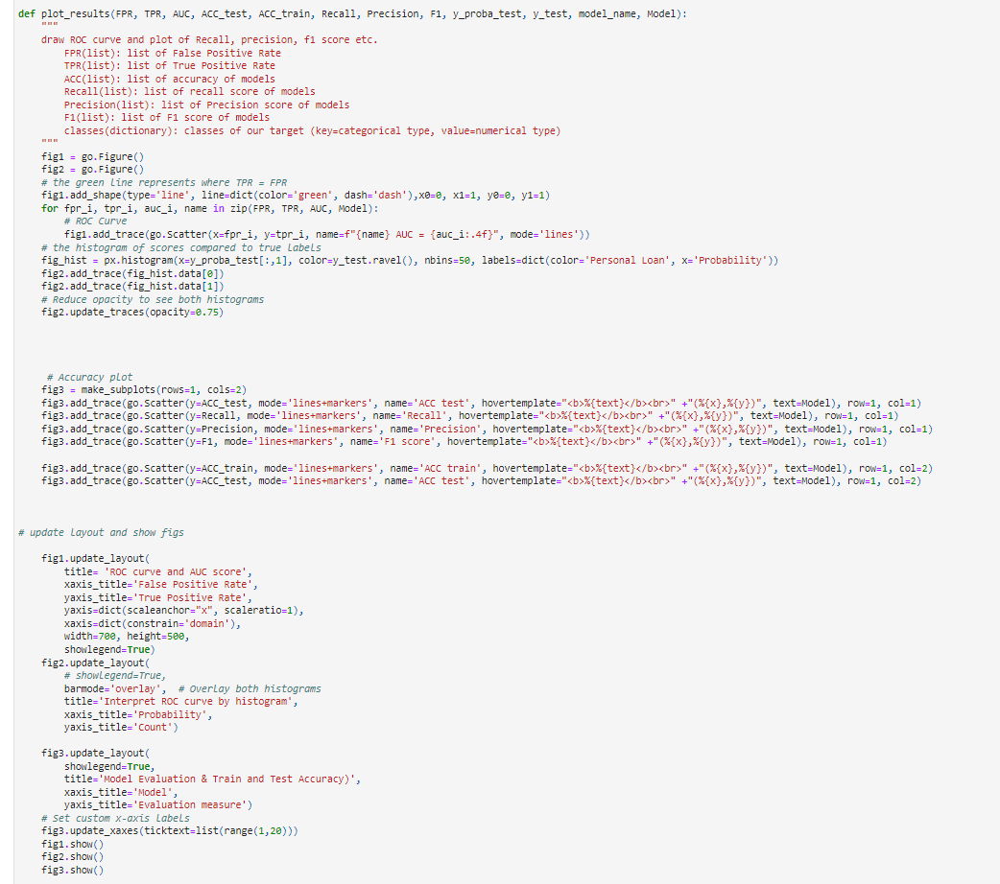 def plot_results(FPR, TPR, AUC, ACC_test, ACC_train, Recall, Precision, F1, y_proba_test, y_test, model_name, Model):
    """
    draw ROC curve and plot of Recall, precision, f1 score etc.
        FPR(list): list of False Positive Rate
        TPR(list): list of True Positive Rate
        ACC(list): list of accuracy of models
        Recall(list): list of recall score of models
        Precision(list): list of Precision score of models
        F1(list): list of F1 score of models
        classes(dictionary): classes of our target (key=categorical type, value=numerical type)
    """
    fig1 = go.Figure()
    fig2 = go.Figure()
    # the green line represents where TPR = FPR
    fig1.add_shape(type='line', line=dict(color='green', dash='dash'),x0=0, x1=1, y0=0, y1=1)
    for fpr_i, tpr_i, auc_i, name in zip(FPR, TPR, AUC, Model):
        # ROC Curve
        fig1.add_trace(go.Scatter(x=fpr_i, y=tpr_i, name=f"{name} AUC = {auc_i:.4f}", mode='lines'))
    # the histogram of scores compared to true labels
    fig_hist = px.histogram(x=y_proba_test[:,1], color=y_test.ravel(), nbins=50, labels=dict(color='Personal Loan', x='Probability'))
    fig2.add_trace(fig_hist.data[0])
    fig2.add_trace(fig_hist.data[1])
    # Reduce opacity to see both histograms
    fig2.update_traces(opacity=0.75)
     # Accuracy plot
    fig3 = make_subplots(rows=1, cols=2)
    fig3.add_trace(go.Scatter(y=ACC_test, mode='lines+markers', name='ACC test', hovertemplate="<b>%{text}</b><br>" +"(%{x},%{y})", text=Model), row=1, col=1)
    fig3.add_trace(go.Scatter(y=Recall, mode='lines+markers', name='Recall', hovertemplate="<b>%{text}</b><br>" +"(%{x},%{y})", text=Model), row=1, col=1)
    fig3.add_trace(go.Scatter(y=Precision, mode='lines+markers', name='Precision', hovertemplate="<b>%{text}</b><br>" +"(%{x},%{y})", text=Model), row=1, col=1)
    fig3.add_trace(go.Scatter(y=F1, mode='lines+markers', name='F1 score', hovertemplate="<b>%{text}</b><br>" +"(%{x},%{y})", text=Model), row=1, col=1)
    fig3.add_trace(go.Scatter(y=ACC_train, mode='lines+markers', name='ACC train', hovertemplate="<b>%{text}</b><br>" +"(%{x},%{y})", text=Model), row=1, col=2)
    fig3.add_trace(go.Scatter(y=ACC_test, mode='lines+markers', name='ACC test', hovertemplate="<b>%{text}</b><br>" +"(%{x},%{y})", text=Model), row=1, col=2)
# update layout and show figs
    fig1.update_layout(
        title= 'ROC curve and AUC score',
        xaxis_title='False Positive Rate',
        yaxis_title='True Positive Rate',
        yaxis=dict(scaleanchor="x", scaleratio=1),
        xaxis=dict(constrain='domain'),
        width=700, height=500,
        showlegend=True)
    fig2.update_layout(
        # showlegend=True,
        barmode='overlay',  # Overlay both histograms
        title='Interpret ROC curve by histogram',
        xaxis_title='Probability',
        yaxis_title='Count')
    fig3.update_layout(
        showlegend=True,
        title='Model Evaluation & Train and Test Accuracy)',
        xaxis_title='Model',
        yaxis_title='Evaluation measure')
    # Set custom x-axis labels
    fig3.update_xaxes(ticktext=list(range(1,20)))
    fig1.show()
    fig2.show()
    fig3.show()